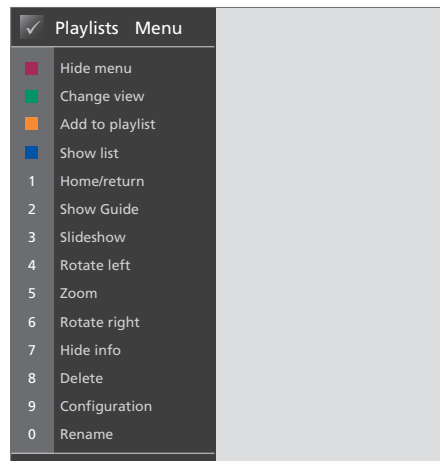 Playlists Menu
Hide menu
Change view
Add to playlist
Show list
1 Home/return
2 Show Guide
3 Slideshow
4 Rotate left
5 Zoom
6 Rotate right
7 Hide info
8 Delete
9 Configuration
0 Rename